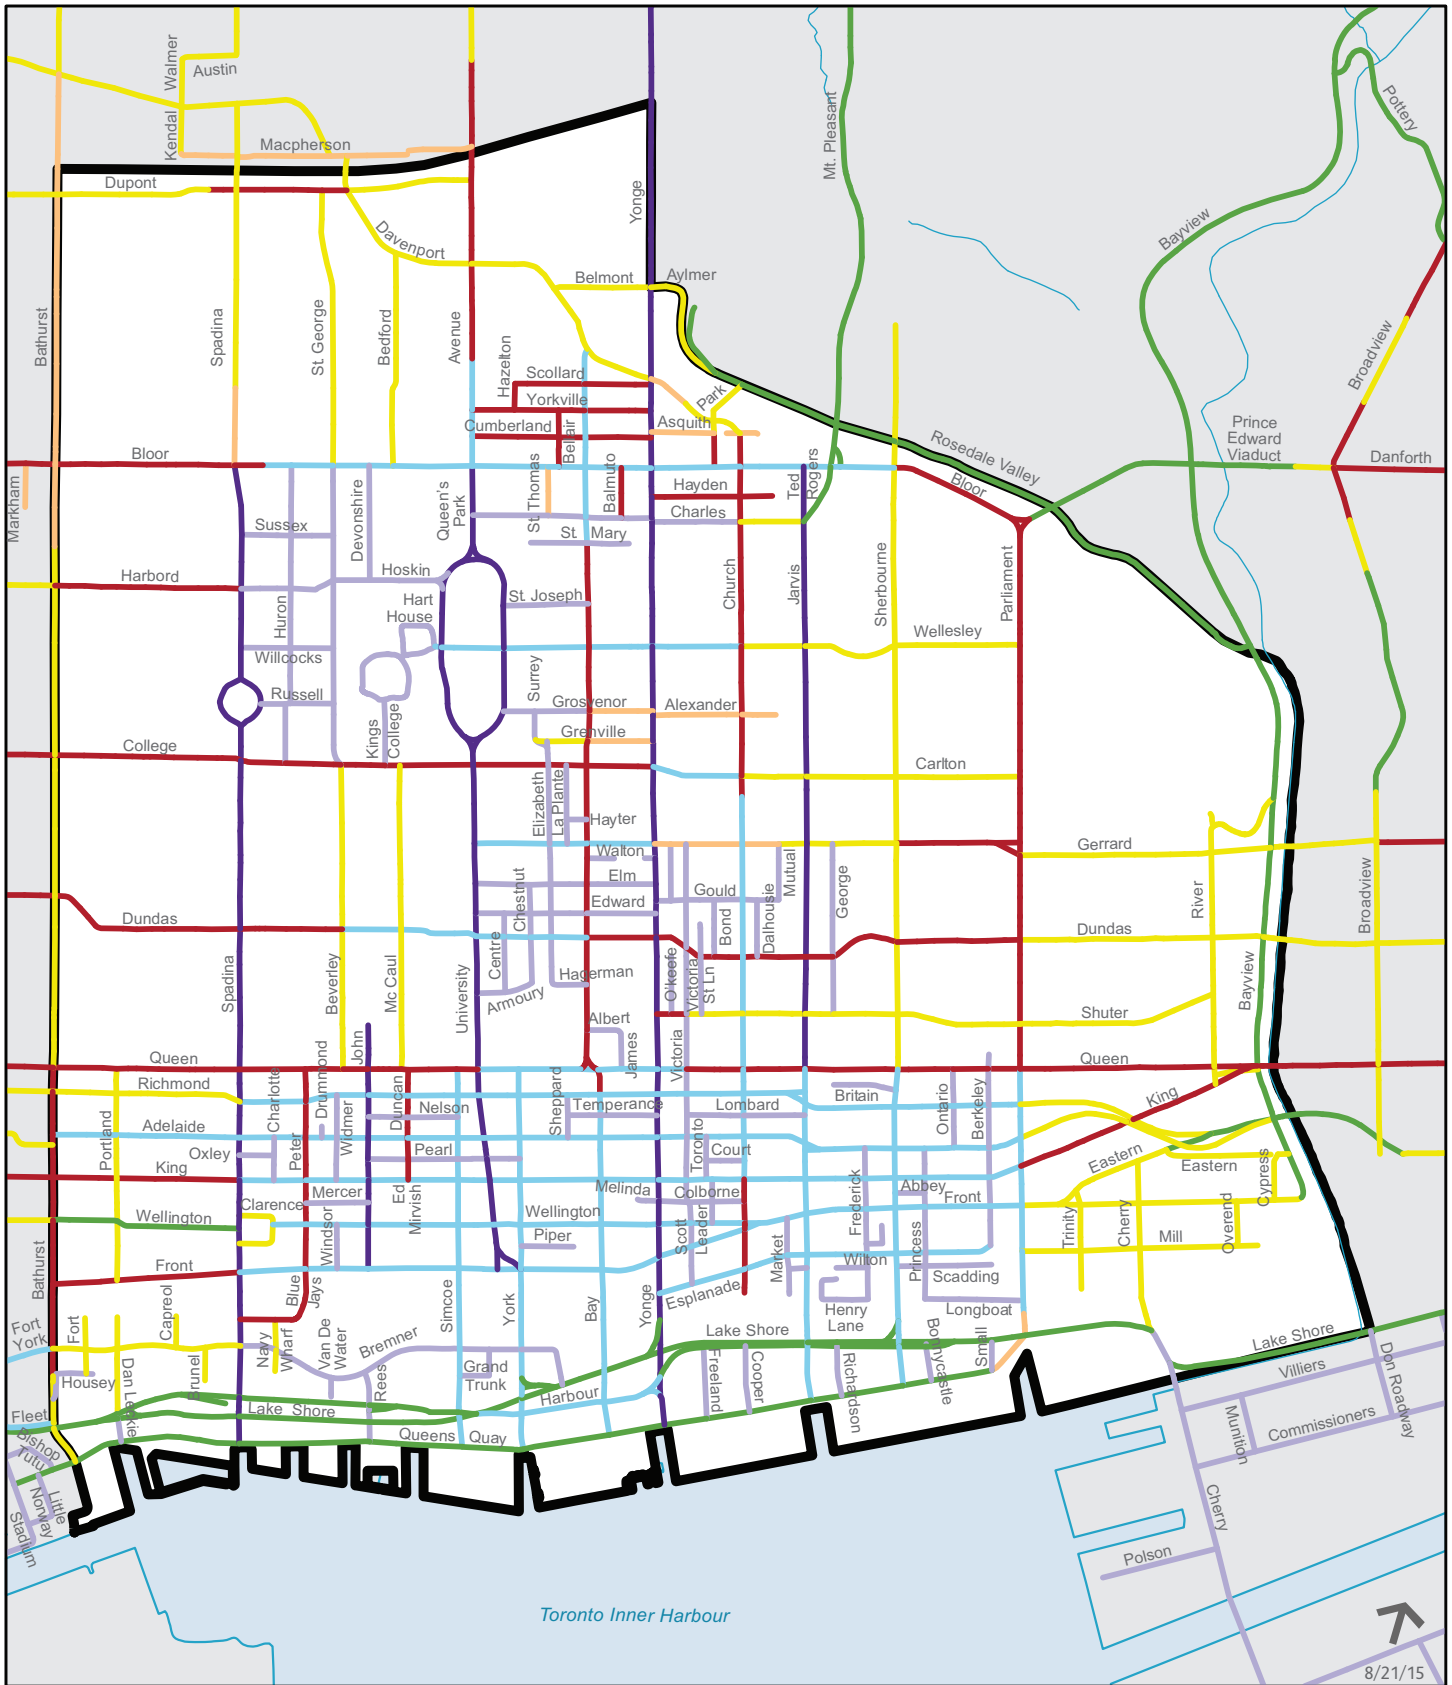 Walmer
Austin
Kendal
Macpherson
Dupont
Mt. Pleasant
Pottery
Yonge
Davenport
Bayview
Belmont
Aylmer
Bathurst
Spadina
St. George
Bedford
Avenue
Hazelton
Scollard
Yorkville
Cumberland
Bellair
Park
Asquith
Broadview
Prince
Edward
Viaduct
Danforth
Rosedale Valley
Bloor
Bloor
Markham
Devonshire
Queen's
Park
St. Thomas
Balmuto
Hayden
Charles
Ted
Rogers
Sussex
St. Mary
Harbord
Hoskin
Hart
House
St. Joseph
Huron
Church
Jarvis
Sherbourne
Parliament
Willcocks
Wellesley
Russell
Surrey
Grosvenor
Alexander
Kings
College
Grenville
College
Carlton
Elizabeth
La Plante
Hayter
Walton
Gerrard
Mutual
Elm
Edward
Gould
Bond
Dalhousie
George
River
Broadview
Dundas
Chestnut
Centre
Dundas
Spadina
Beverley
Mc Caul
University
Armoury
Hagerman
O'keefe
Victoria
St Ln
Bayview
Albert
James
Victoria
Shuter
John
Queen
Queen
Richmond
Charlotte
Drummond
Duncan
Nelson
Sheppard
Temperance
Lombard
Britain
Ontario
Berkeley
King
Portland
Adelaide
Oxley
Peter
Widmer
Pearl
Toronto
Court
Eastern
Eastern
Cypress
King
Clarence
Mercer
Ed
Mirvish
Melinda
Colborne
Abbey
Front
Frederick
Wellington
Windsor
Wellington
Piper
Scott
Leader
Market
Wilton
Princess
Trinity
Cherry
Mill
Overend
Bathurst
Front
Blue
Jays
Scadding
Simcoe
York
Bay
Yonge
Esplanade
Henry
Lane
Longboat
Fort
York
Fort
Capreol
Navy
Wharf
Van De
Water
Bremner
Lake Shore
Bonnycastle
Small
Lake Shore
Housey
Dan Leckie
Brunel
Rees
Grand
Trunk
Harbour
Freeland
Cooper
Richardson
Villiers
Don Roadway
Fleet
Lake Shore
Queens
Quay
Munition
Commissioners
Bishop
Tutu
Little
Norway
Stadium
Cherry
Polson
Toronto Inner Harbour
8/21/15